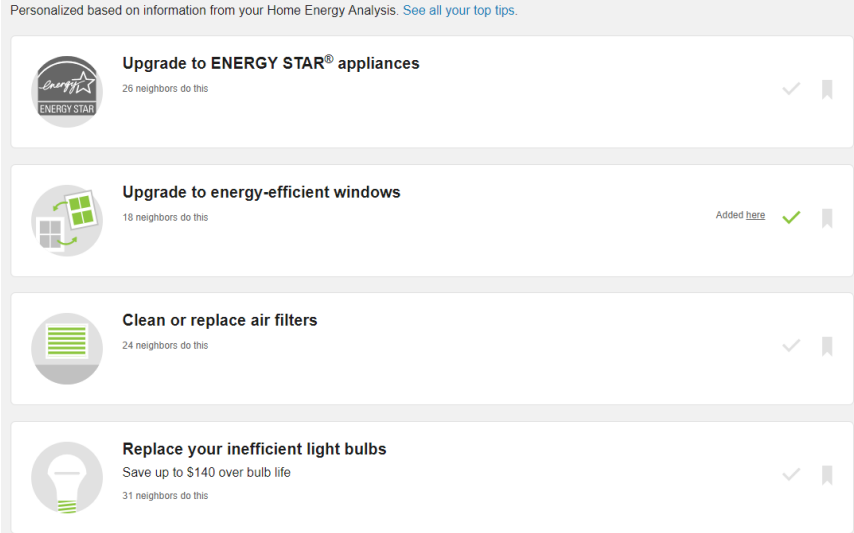 Personalized based on information from your Home Energy Analysis. See all your top tips.
energy
ENERGY STAR
Upgrade to ENERGY STAR® appliances
26 neighbors do this
Upgrade to energy-efficient windows
18 neighbors do this
Added here
Clean or replace air filters
24 neighbors do this
Replace your inefficient light bulbs
Save up to $140 over bulb life
31 neighbors do this